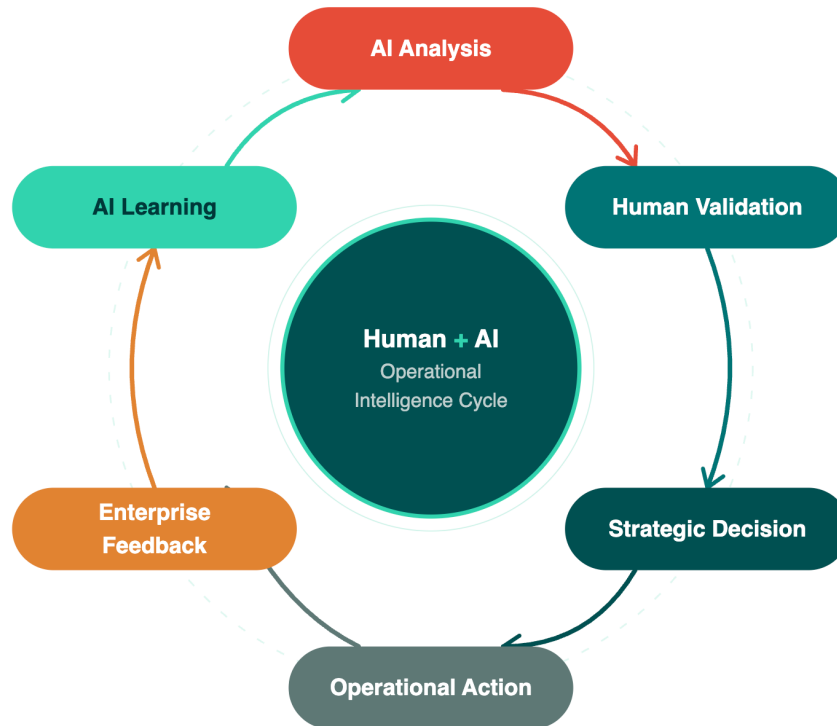 AI Analysis
AI Learning
Human Validation
Human + AI
Operational
Intelligence Cycle
Enterprise
Feedback
Strategic Decision
Operational Action